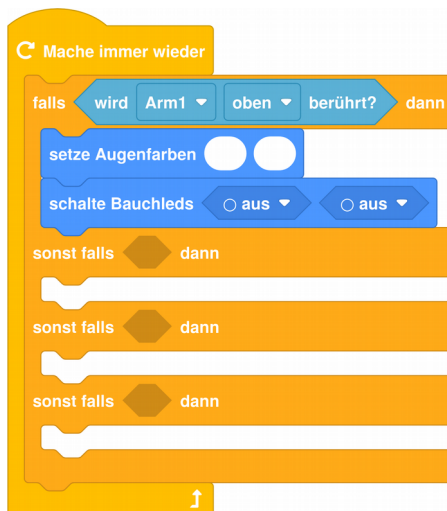 Mache immer wieder
falls wird Arm1 oben berührt? dann
setze Augenfarben
schalte Bauchleds aus aus
sonst falls dann
sonst falls dann
sonst falls dann